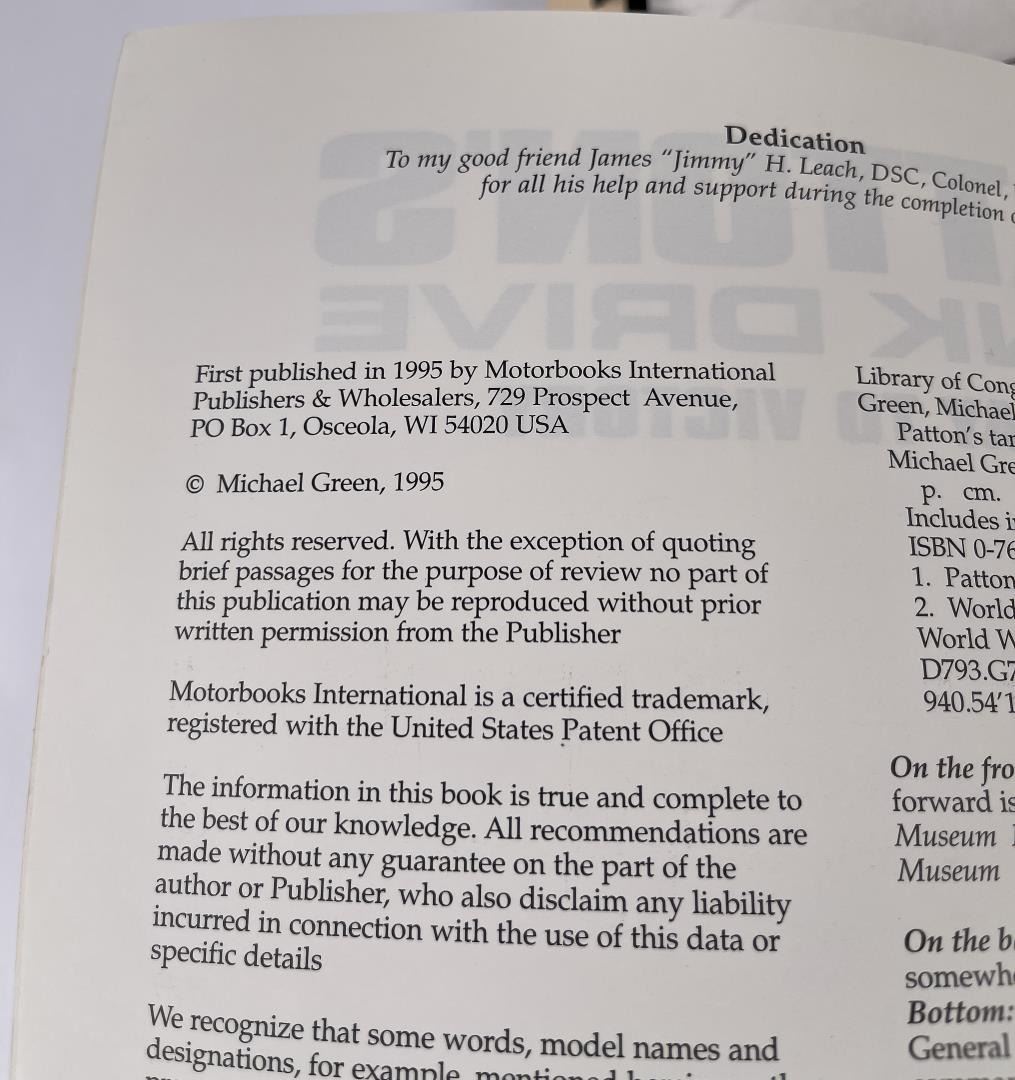 Dedication
To my good friend James "Jimmy" H. Leach, DSC, Colonel,
for all his help and support during the completion
First published in 1995 by Motorbooks International
Publishers & Wholesalers, 729 Prospect Avenue,
PO Box 1, Osceola, WI 54020 USA
© Michael Green, 1995
All rights reserved. With the exception of quoting
brief passages for the purpose of review no part of
this publication may be reproduced without prior
written permission from the Publisher
Motorbooks International is a certified trademark,
registered with the United States Patent Office
The information in this book is true and complete to
the best of our knowledge. All recommendations are
made without any guarantee on the part of the
author or Publisher, who also disclaim any liability
incurred in connection with the use of this data or
specific details
We recognize that some words, model names and
designations, for example, mentioned
Library of
Green, Michael
Patton's
Michael
p. cm.
Includes
ISBN 0-76
1. Patton
2. World
World
D793.G7
940.54'1
On the
forward is
Museum
Museum
On the
Bottom:
General